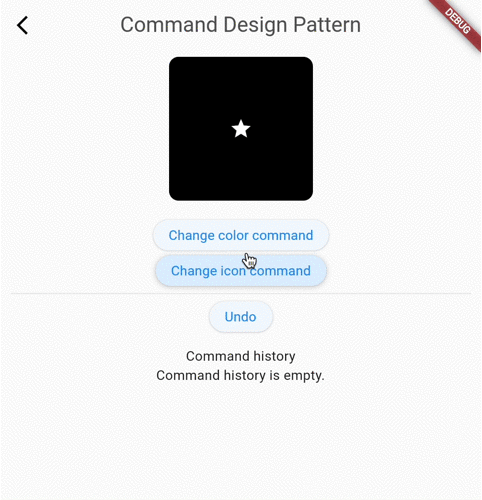 Command Design Pattern
DEBUG
Change color command
Change icon command
Undo
Command history
Command history is empty.